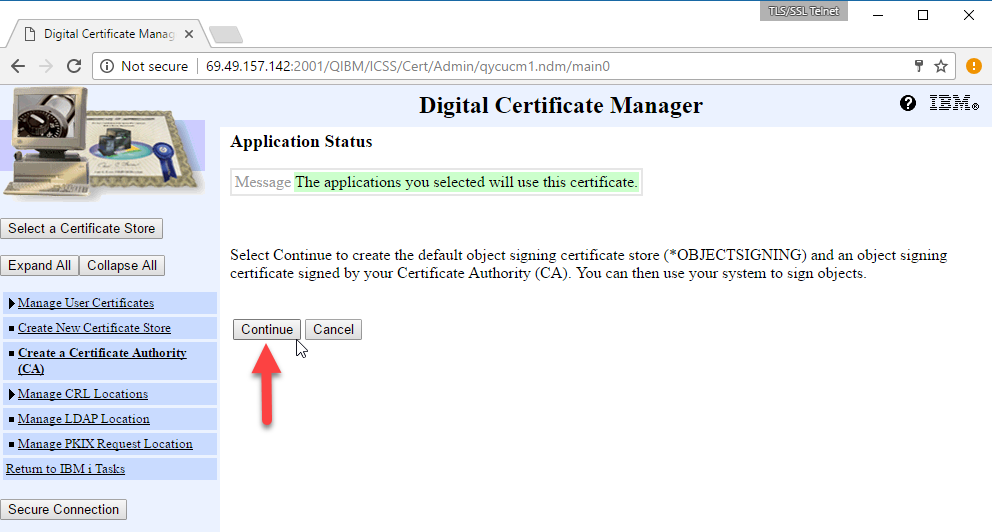 TLS/SSL Telnet
Digital Certificate Manag
Not secure
69.49.157.142:2001/QIBM/ICSS/Cert/Admin/qycucm1.ndm/main0
Digital Certificate Manager
IBM®
Application Status
Message The applications you selected will use this certificate.
Select a Certificate Store
Expand All Collapse All
Manage User Certificates
Create New Certificate Store
Create a Certificate Authority
(CA)
Manage CRL Locations
Manage LDAP Location
Manage PKIX Request Location
Return to IBM i Tasks
Secure Connection
Select Continue to create the default object signing certificate store (*OBJECTSIGNING) and an object signing
certificate signed by your Certificate Authority (CA). You can then use your system to sign objects.
Continue Cancel